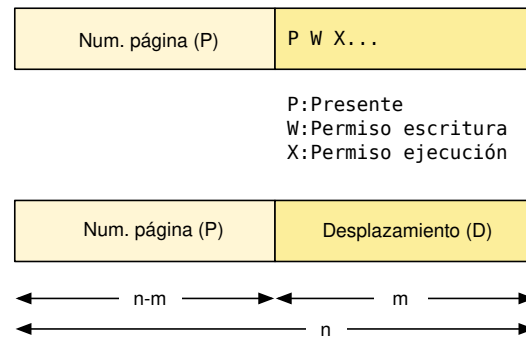 Num. página (P) P W X...
P:Presente
W:Permiso escritura
X:Permiso ejecución
Num. página (P) Desplazamiento (D)
n-m m
n